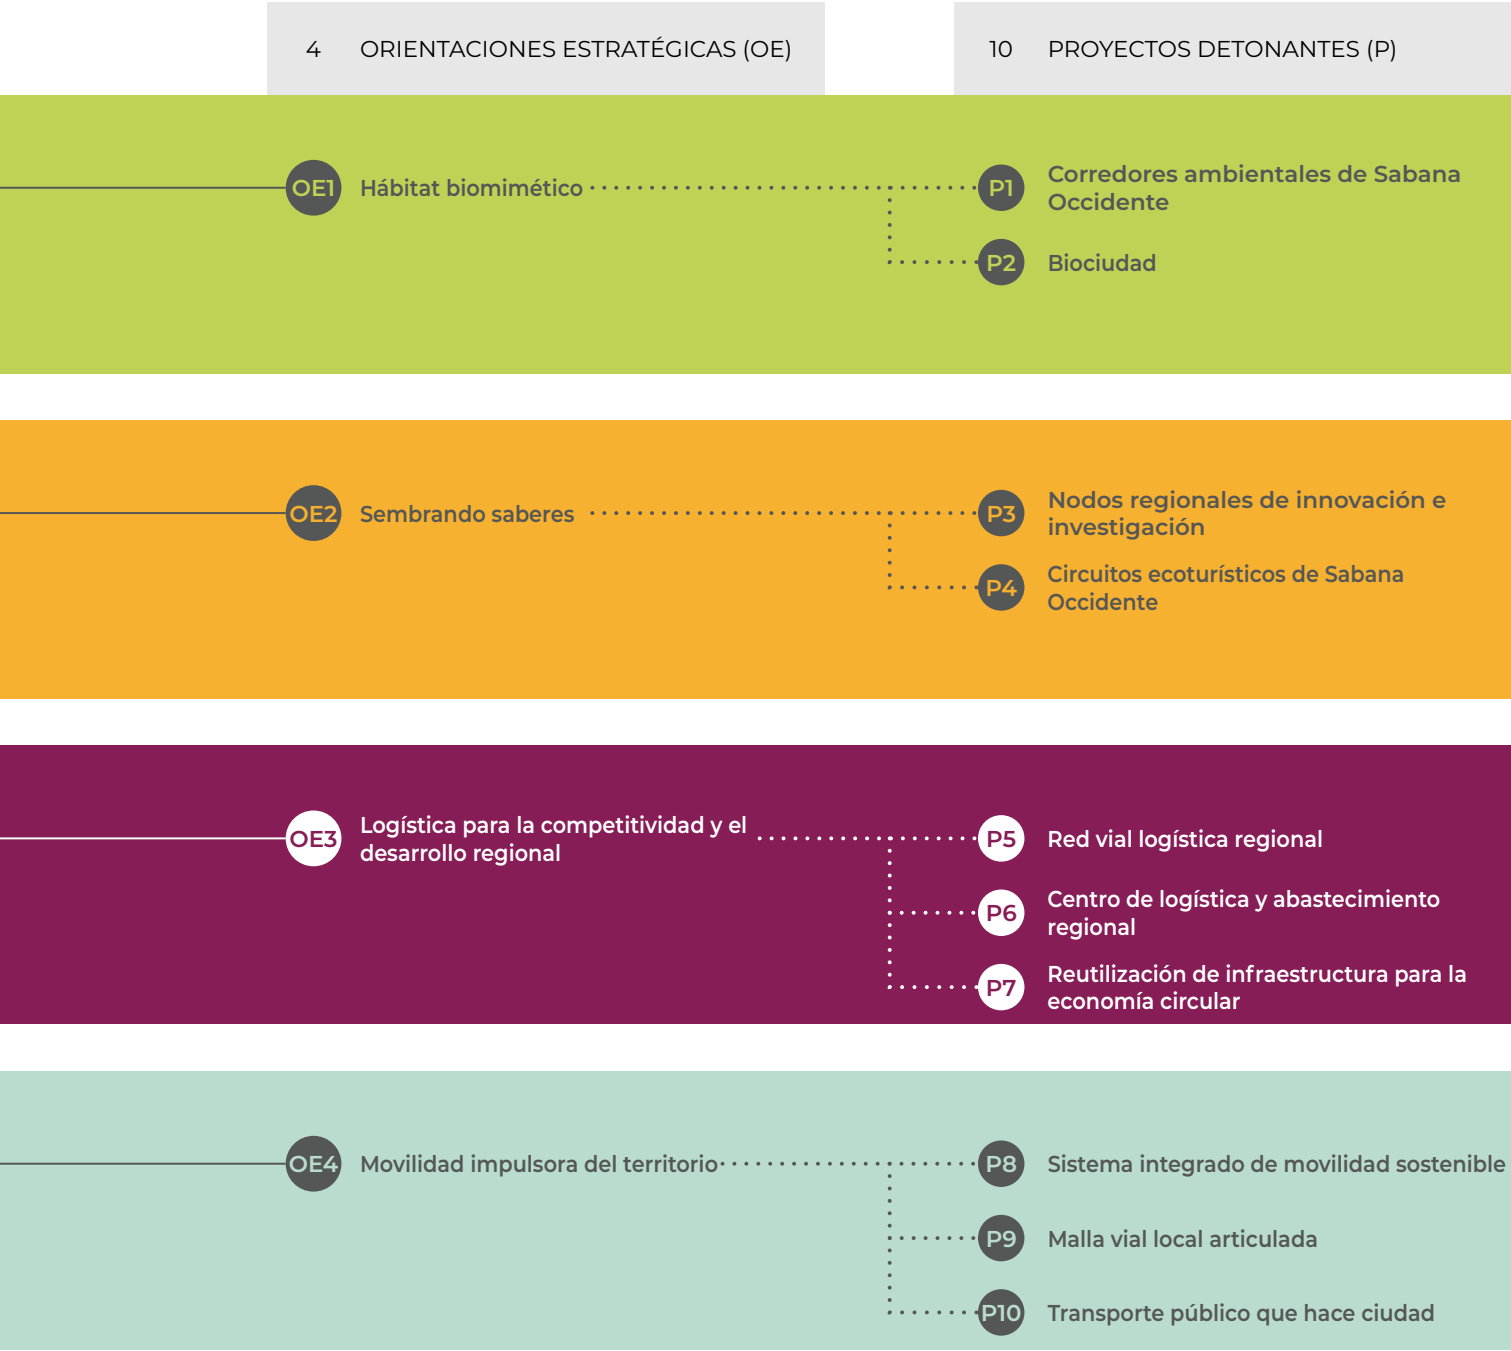 4 ORIENTACIONES ESTRATÉGICAS (OE)
10 PROYECTOS DETONANTES (P)
OE1 Hábitat biomimético
P1 Corredores ambientales de Sabana
Occidente
P2 Biociudad
OE2 Sembrando saberes
P3 Nodos regionales de innovación e
investigación
P4 Circuitos ecoturísticos de Sabana
Occidente
OE3 Logística para la competitividad y el
desarrollo regional
P5 Red vial logística regional
P6 Centro de logística y abastecimiento
regional
P7 Reutilización de infraestructura para la
economía circular
OE4 Movilidad impulsora del territorio
P8 Sistema integrado de movilidad sostenible
P9 Malla vial local articulada
P10 Transporte público que hace ciudad